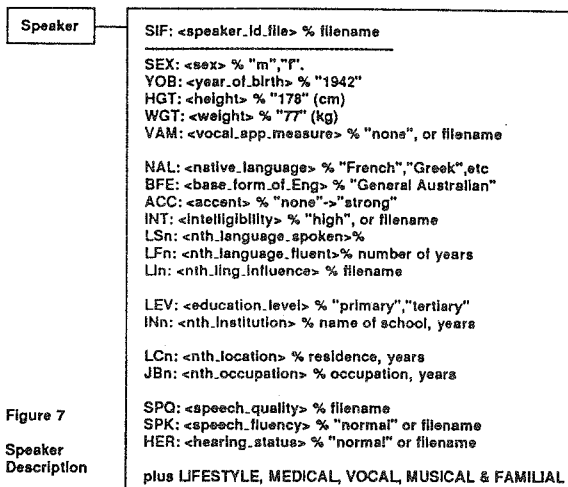 Speaker
SIF: <speaker_id_file> % filename
SEX: <sex> % "m","f".
YOB: <year_of_birth> % "1942"
HGT: <height> % "178" (cm)
WGT: <weight> % "77" (kg)
VAM: <vocal_app_measure> % "none", or filename
NAL: <native_language> % "French","Greek",etc
BFE: <base_form_of_Eng> % "General Australian"
ACC: <accent> % "none"->"strong"
INT: <intelligibility> % "high", or filename
LSn: <nth_language_spoken>%
LFn: <nth_language_fluent>% number of years
LIn: <nth_ling_influence> % filename
LEV: <education_level> % "primary","tertiary"
INn: <nth_institution> % name of school, years
LCn: <nth_location> % residence, years
JBn: <nth_occupation> % occupation, years
SPQ: <speech_quality> % filename
SPK: <speech_fluency> % "normal" or filename
HER: <hearing_status> % "normal" or filename
plus LIFESTYLE, MEDICAL, VOCAL, MUSICAL & FAMILIAL
Figure 7
Speaker
Description